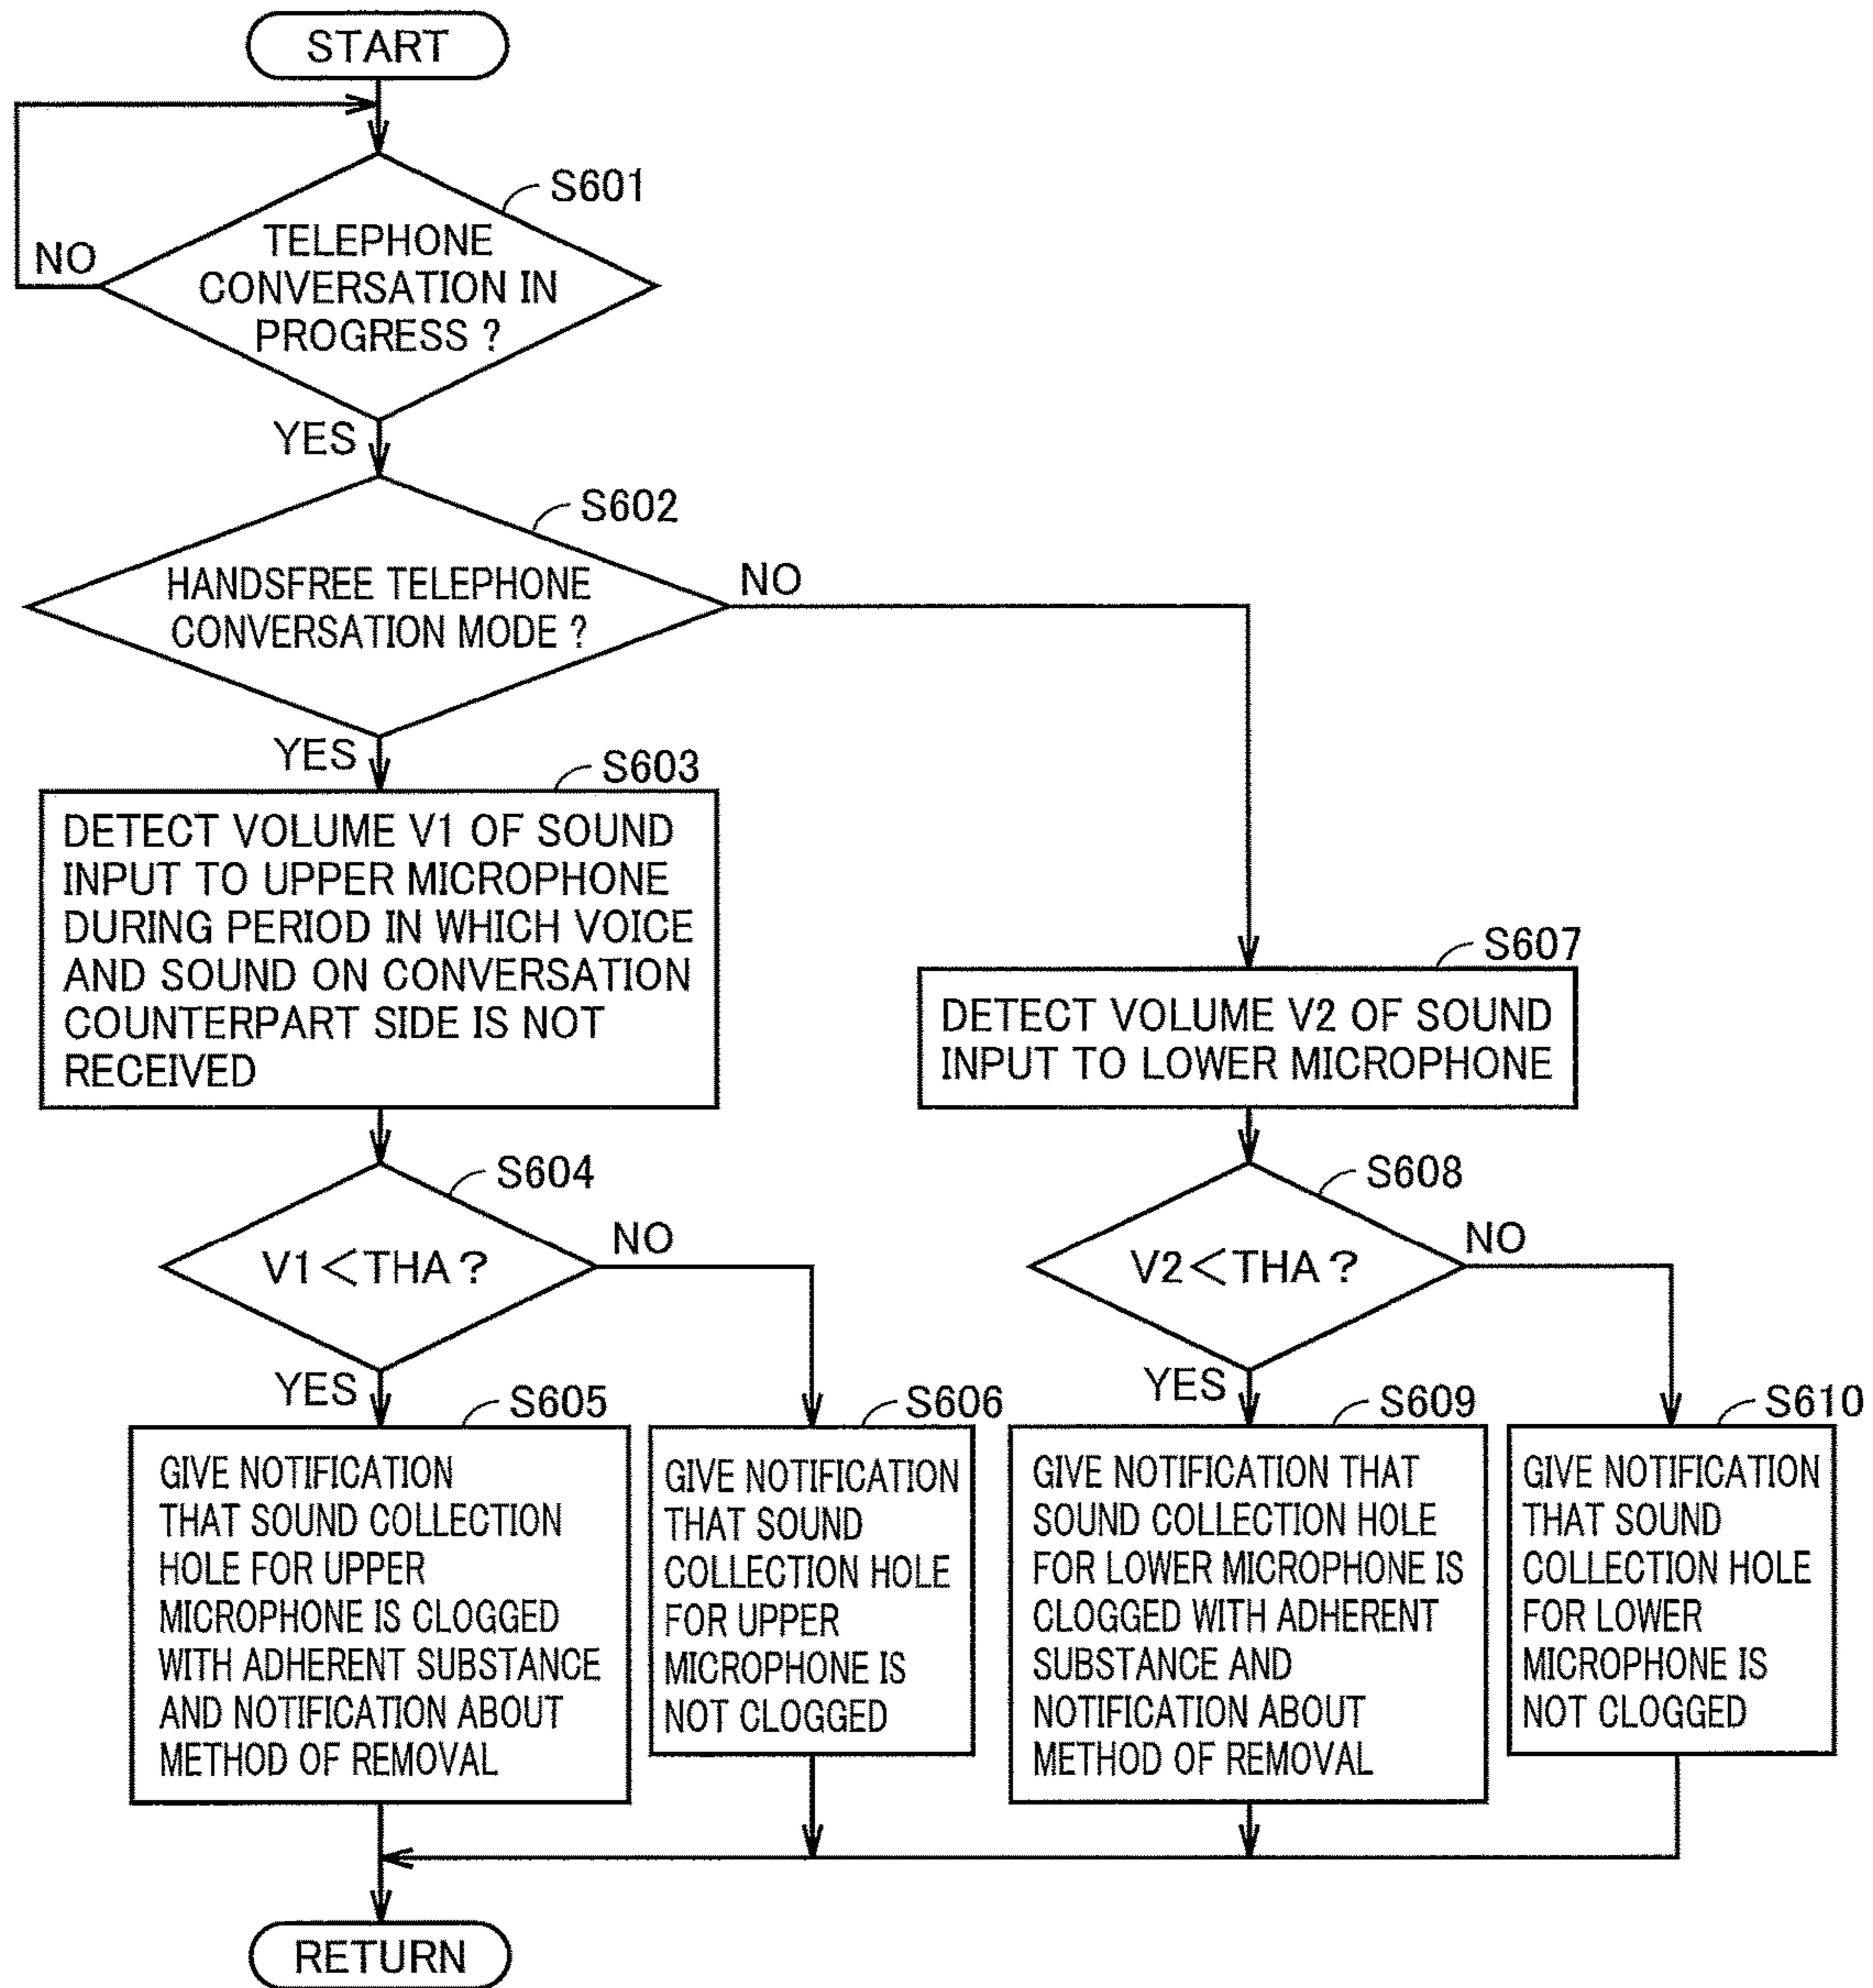 START
S601
TELEPHONE
CONVERSATION IN
PROGRESS ?
NO
YES
S602
HANDSFREE TELEPHONE
CONVERSATION MODE ?
NO
YES
S603
DETECT VOLUME V1 OF SOUND
INPUT TO UPPER MICROPHONE
DURING PERIOD IN WHICH VOICE
AND SOUND ON CONVERSATION
COUNTERPART SIDE IS NOT
RECEIVED
S607
DETECT VOLUME V2 OF SOUND
INPUT TO LOWER MICROPHONE
S604
V1 <THA ?
NO
YES
S608
V2 <THA ?
NO
YES
S605
GIVE NOTIFICATION
THAT SOUND COLLECTION
HOLE FOR UPPER
MICROPHONE IS CLOGGED
WITH ADHERENT SUBSTANCE
AND NOTIFICATION ABOUT
METHOD OF REMOVAL
S606
GIVE NOTIFICATION
THAT SOUND
COLLECTION HOLE
FOR UPPER
MICROPHONE IS
NOT CLOGGED
S609
GIVE NOTIFICATION THAT
SOUND COLLECTION HOLE
FOR LOWER MICROPHONE IS
CLOGGED WITH ADHERENT
SUBSTANCE AND
NOTIFICATION ABOUT
METHOD OF REMOVAL
S610
GIVE NOTIFICATION
THAT SOUND
COLLECTION HOLE
FOR LOWER
MICROPHONE IS
NOT CLOGGED
RETURN